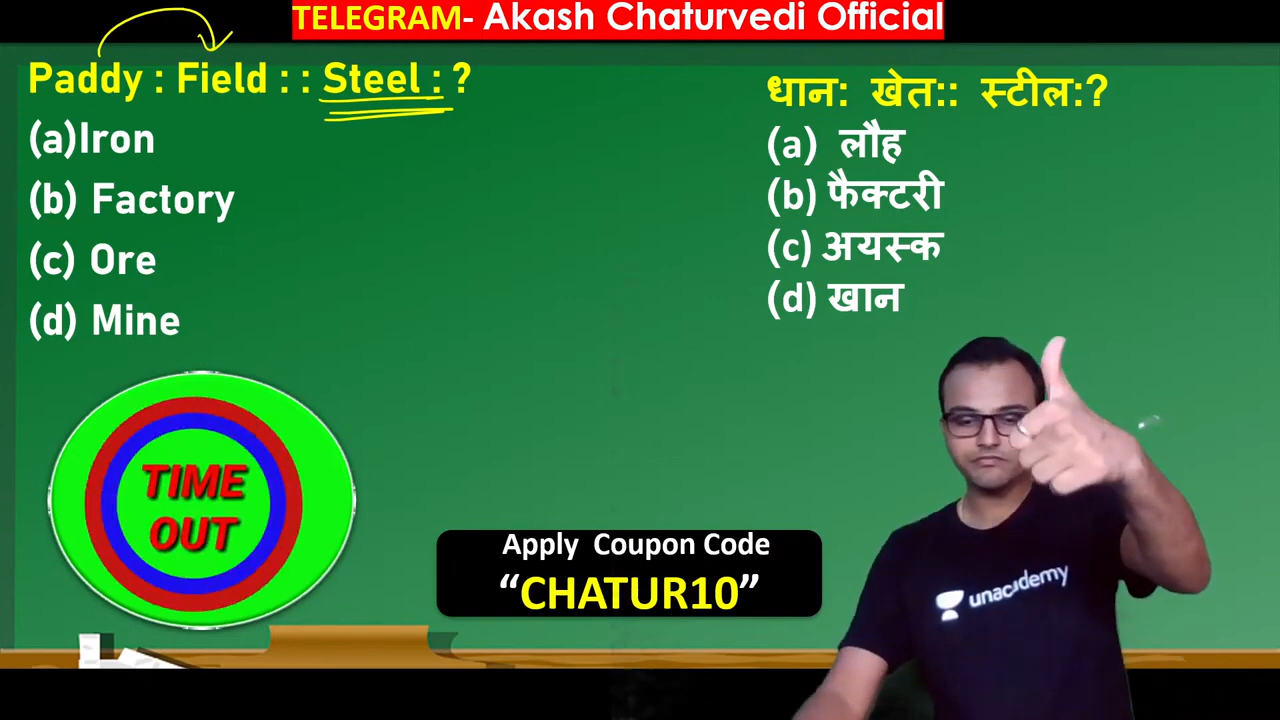 TELEGRAM- Akash Chaturvedi Official
Paddy : Field : : Steel : ?
(a)Iron
(b) Factory
(c) Ore
(d) Mine
धान: खेत:: स्टील:?
(a) लौह
(b) फैक्टरी
(c) अयस्क
(d) खान
TIME
OUT
Apply Coupon Code
“CHATUR10”
unacademy